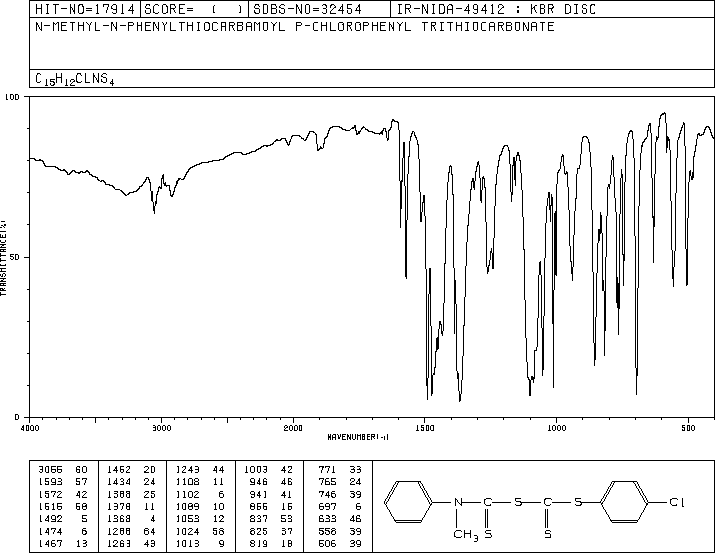 HIT-NO=17914 SCORE= ( ) SDBS-NO=32454 IR-NIDA-49412 : KBR DISC
N-METHYL-N-PHENYLTHIOCARBAMOYL P-CHLOROPHENYL TRITHIOCARBONATE
C15H12CLNS4
100
50
0
TRANSMITTANCE(%)
4000 3000 2000 1500 1000 500
WAVENUMBER(-1)
3066 60 1462 20 1243 44 1003 42 771 33
1593 57 1434 24 1108 11 946 46 765 24
1572 42 1388 25 1102 6 941 41 746 39
1515 60 1370 11 1089 10 855 15 697 6
1492 5 1368 4 1053 12 837 53 633 46
1474 6 1288 64 1024 58 825 37 558 39
1467 13 1263 43 1013 9 819 18 506 39
N C S C S Cl
CH3 S S